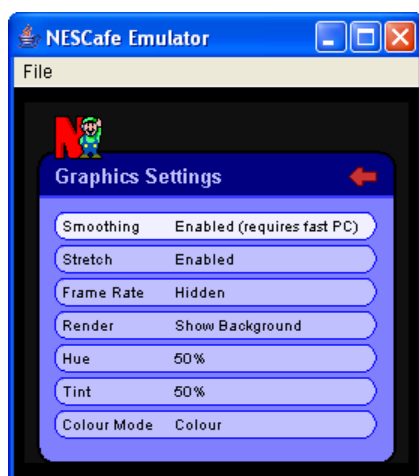 NESCafe Emulator
File
N
Graphics Settings
Smoothing Enabled (requires fast PC)
Stretch Enabled
Frame Rate Hidden
Render Show Background
Hue 50%
Tint 50%
Colour Mode Colour